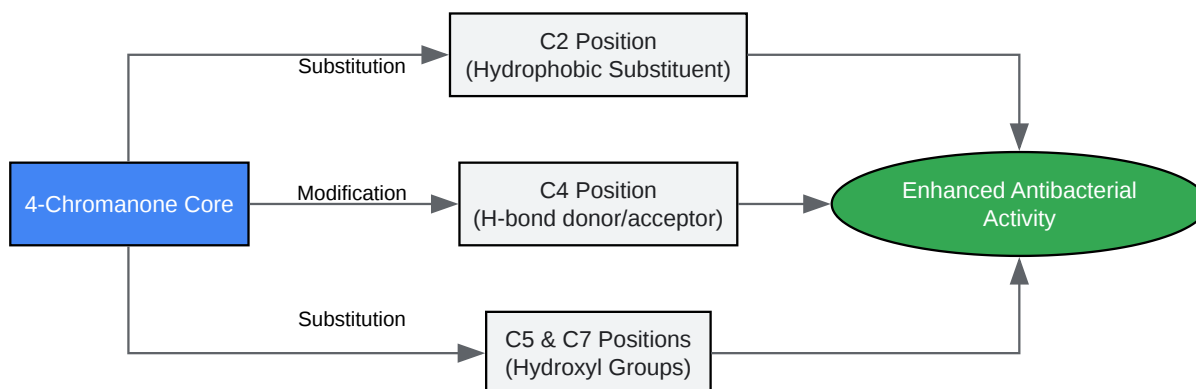 C2 Position
(Hydrophobic Substituent)
Substitution
4-Chromanone Core
Modification
C4 Position
(H-bond donor/acceptor)
Enhanced Antibacterial
Activity
Substitution
C5 & C7 Positions
(Hydroxyl Groups)